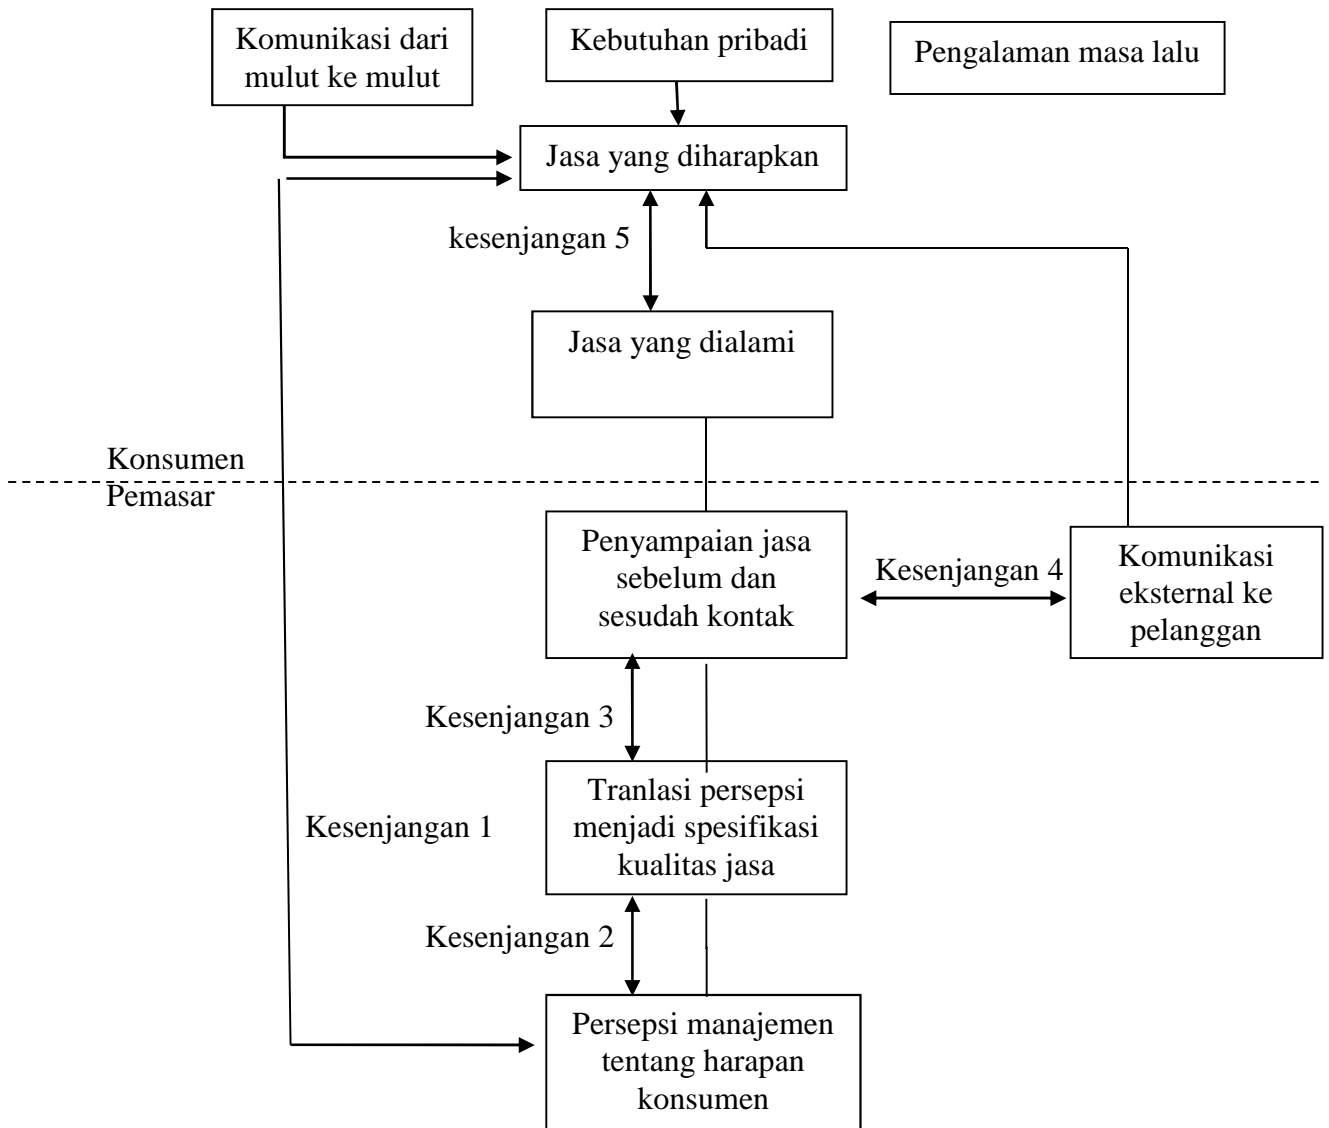 Komunikasi dari
mulut ke mulut
Kebutuhan pribadi
Pengalaman masa lalu
Jasa yang diharapkan
kesenjangan 5
Jasa yang dialami
Konsumen
Pemasar
Penyampaian jasa
sebelum dan
sesudah kontak
Kesenjangan 4
Komunikasi
eksternal ke
pelanggan
Kesenjangan 3
Tranlasi persepsi
menjadi spesifikasi
kualitas jasa
Kesenjangan 1
Kesenjangan 2
Persepsi manajemen
tentang harapan
konsumen